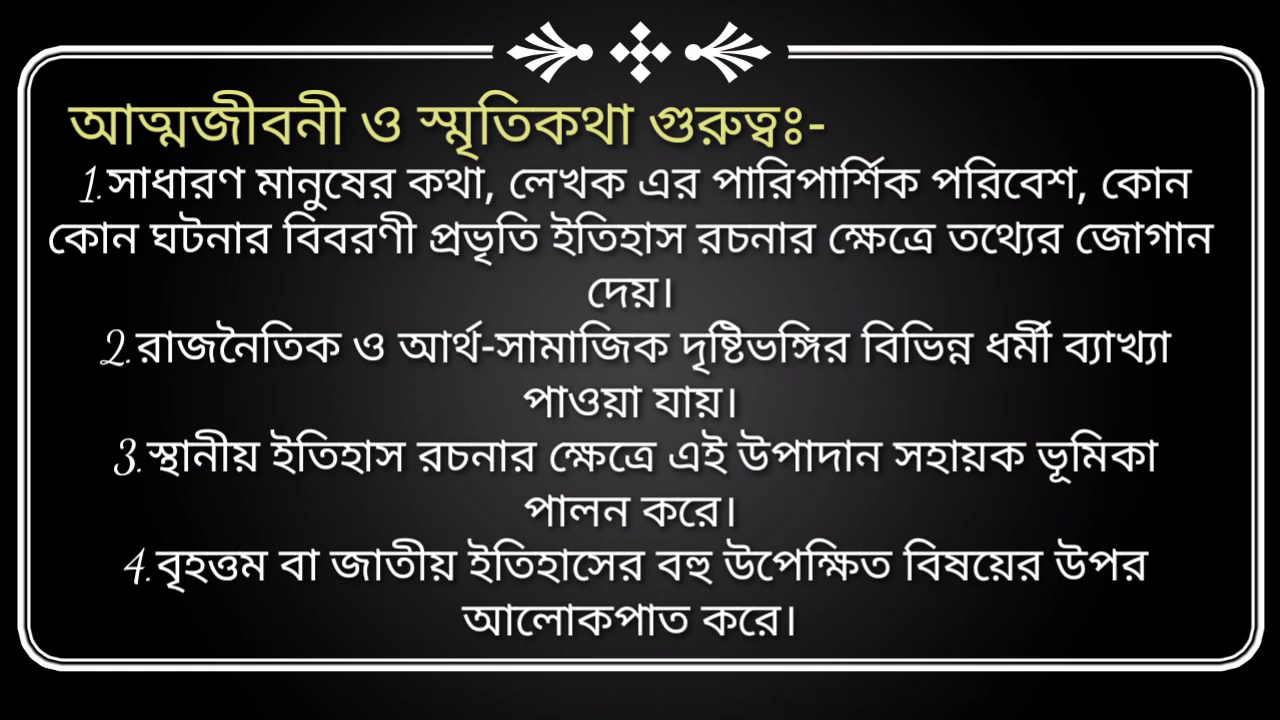 আত্মজীবনী ও স্মৃতিকথা গুরুত্বঃ-
1.সাধারণ মানুষের কথা, লেখক এর পারিপার্শিক পরিবেশ, কোন
কোন ঘটনার বিবরণী প্রভৃতি ইতিহাস রচনার ক্ষেত্রে তথ্যের জোগান
দেয়।
2.রাজনৈতিক ও আর্থ-সামাজিক দৃষ্টিভঙ্গির বিভিন্ন ধর্মী ব্যাখ্যা
পাওয়া যায়।
3.স্থানীয় ইতিহাস রচনার ক্ষেত্রে এই উপাদান সহায়ক ভূমিকা
পালন করে।
4.বৃহত্তম বা জাতীয় ইতিহাসের বহু উপেক্ষিত বিষয়ের উপর
আলোকপাত করে।